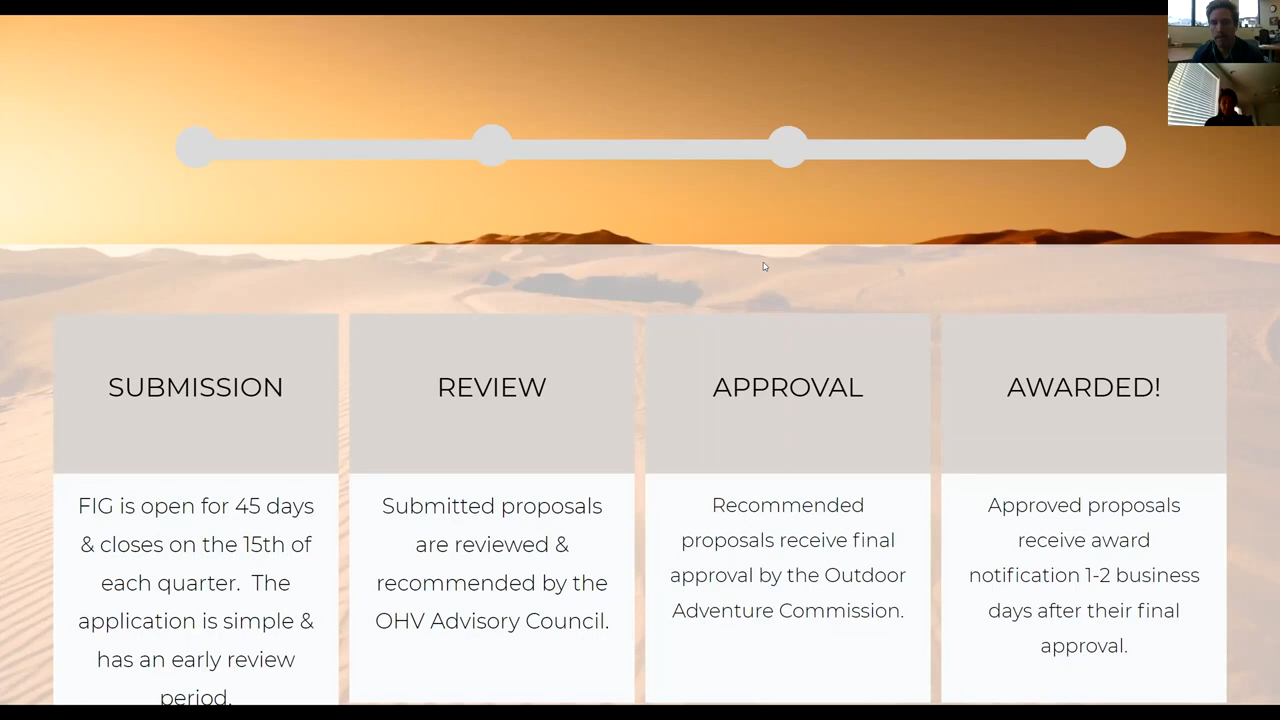 SUBMISSION
FIG is open for 45 days
& closes on the 15th of
each quarter.  The
application is simple &
has an early review
period.
REVIEW
Submitted proposals
are reviewed &
recommended by the
OHV Advisory Council.
APPROVAL
Recommended
proposals receive final
approval by the Outdoor
Adventure Commission.
AWARDED!
Approved proposals
receive award
notification 1-2 business
days after their final
approval.